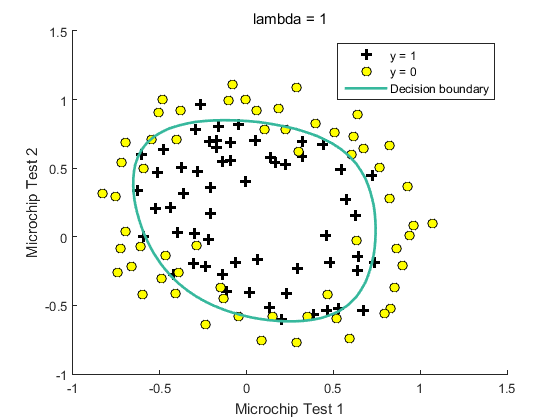 lambda = 1
y = 1
y = 0
Decision boundary
Microchip Test 2
1.5
1
0.5
0
-0.5
-1
-1
-0.5
0
0.5
1
1.5
Microchip Test 1